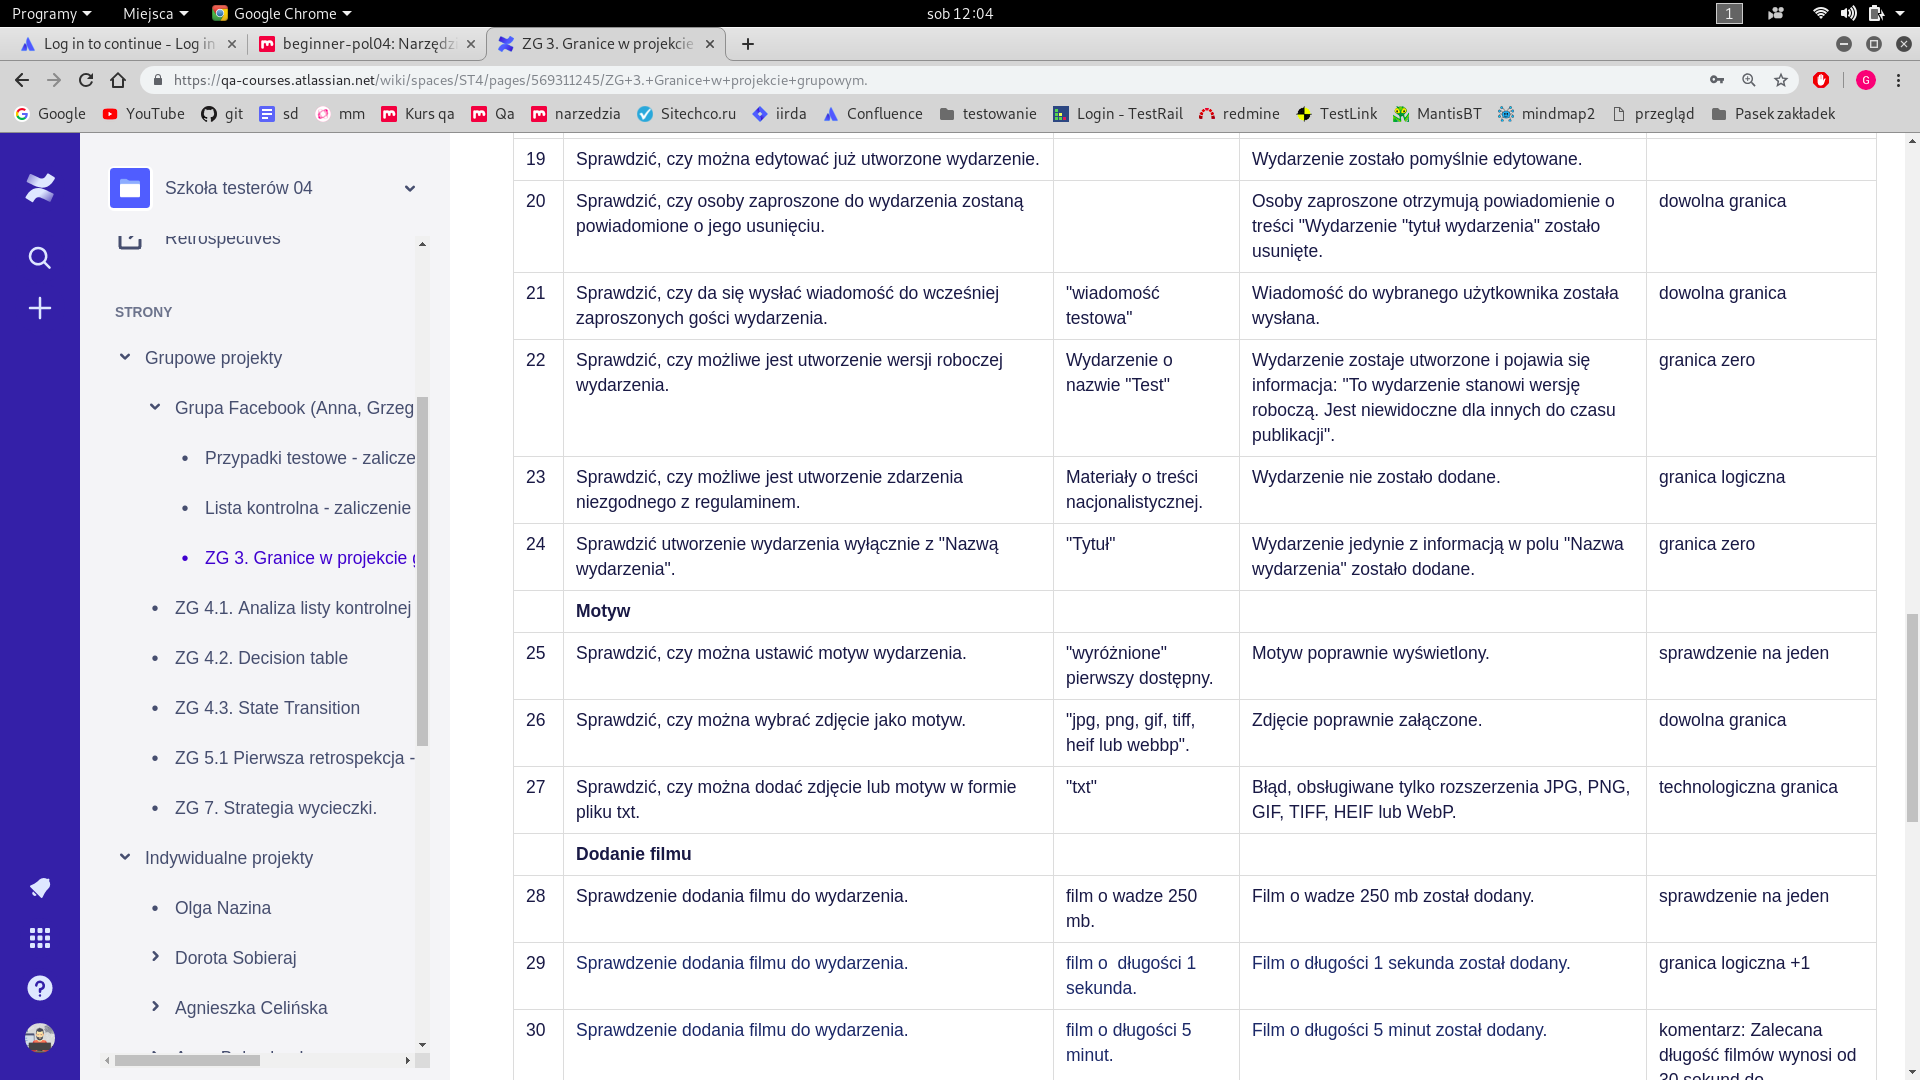 Programy Miejsca Google Chrome sob 12:04 1
Log in to continue - Log in beginner-pol04: Narzędzi ZG 3. Granice w projekcie
https://qa-courses.atlassian.net/wiki/spaces/ST4/pages/569311245/ZG+3.+Granice+w+projekcie+grupowym. G
Google YouTube git sd mm Kurs qa Qa narzedzia Sitechco.ru iirda Confluence testowanie Login - TestRail redmine TestLink MantisBT mindmap2 przegląd Pasek zakładek
Szkoła testerów 04
Retrospectives
STRONY
Grupowe projekty
Grupa Facebook (Anna, Grzeg
Przypadki testowe - zalicze
Lista kontrolna - zaliczenie
ZG 3. Granice w projekcie g
ZG 4.1. Analiza listy kontrolnej
ZG 4.2. Decision table
ZG 4.3. State Transition
ZG 5.1 Pierwsza retrospekcja -
ZG 7. Strategia wycieczki.
Indywidualne projekty
Olga Nazina
Dorota Sobieraj
Agnieszka Celińska
19 Sprawdzić, czy można edytować już utworzone wydarzenie. Wydarzenie zostało pomyślnie edytowane.
20 Sprawdzić, czy osoby zaproszone do wydarzenia zostaną Osoby zaproszone otrzymują powiadomienie o dowolna granica
powiadomione o jego usunięciu. treści "Wydarzenie "tytuł wydarzenia" zostało
usunięte.
21 Sprawdzić, czy da się wysłać wiadomość do wcześniej "wiadomość Wiadomość do wybranego użytkownika została dowolna granica
zaproszonych gości wydarzenia. testowa" wysłana.
22 Sprawdzić, czy możliwe jest utworzenie wersji roboczej Wydarzenie o Wydarzenie zostaje utworzone i pojawia się granica zero
wydarzenia. nazwie "Test" informacja: "To wydarzenie stanowi wersję
roboczą. Jest niewidoczne dla innych do czasu
publikacji".
23 Sprawdzić, czy możliwe jest utworzenie zdarzenia Materiały o treści Wydarzenie nie zostało dodane. granica logiczna
niezgodnego z regulaminem. nacjonalistycznej.
24 Sprawdzić utworzenie wydarzenia wyłącznie z "Nazwą "Tytuł" Wydarzenie jedynie z informacją w polu "Nazwa granica zero
wydarzenia". wydarzenia" zostało dodane.
Motyw
25 Sprawdzić, czy można ustawić motyw wydarzenia. "wyróżnione" Motyw poprawnie wyświetlony. sprawdzenie na jeden
pierwszy dostępny.
26 Sprawdzić, czy można wybrać zdjęcie jako motyw. "jpg, png, gif, tiff, Zdjęcie poprawnie załączone. dowolna granica
heif lub webbp".
27 Sprawdzić, czy można dodać zdjęcie lub motyw w formie "txt" Błąd, obsługiwane tylko rozszerzenia JPG, PNG, technologiczna granica
pliku txt. GIF, TIFF, HEIF lub WebP.
Dodanie filmu
28 Sprawdzenie dodania filmu do wydarzenia. film o wadze 250 Film o wadze 250 mb został dodany. sprawdzenie na jeden
mb.
29 Sprawdzenie dodania filmu do wydarzenia. film o długości 1 Film o długości 1 sekunda został dodany. granica logiczna +1
sekunda.
30 Sprawdzenie dodania filmu do wydarzenia. film o długości 5 Film o długości 5 minut został dodany. komentarz: Zalecana
minut. długość filmów wynosi od
30 sekund do